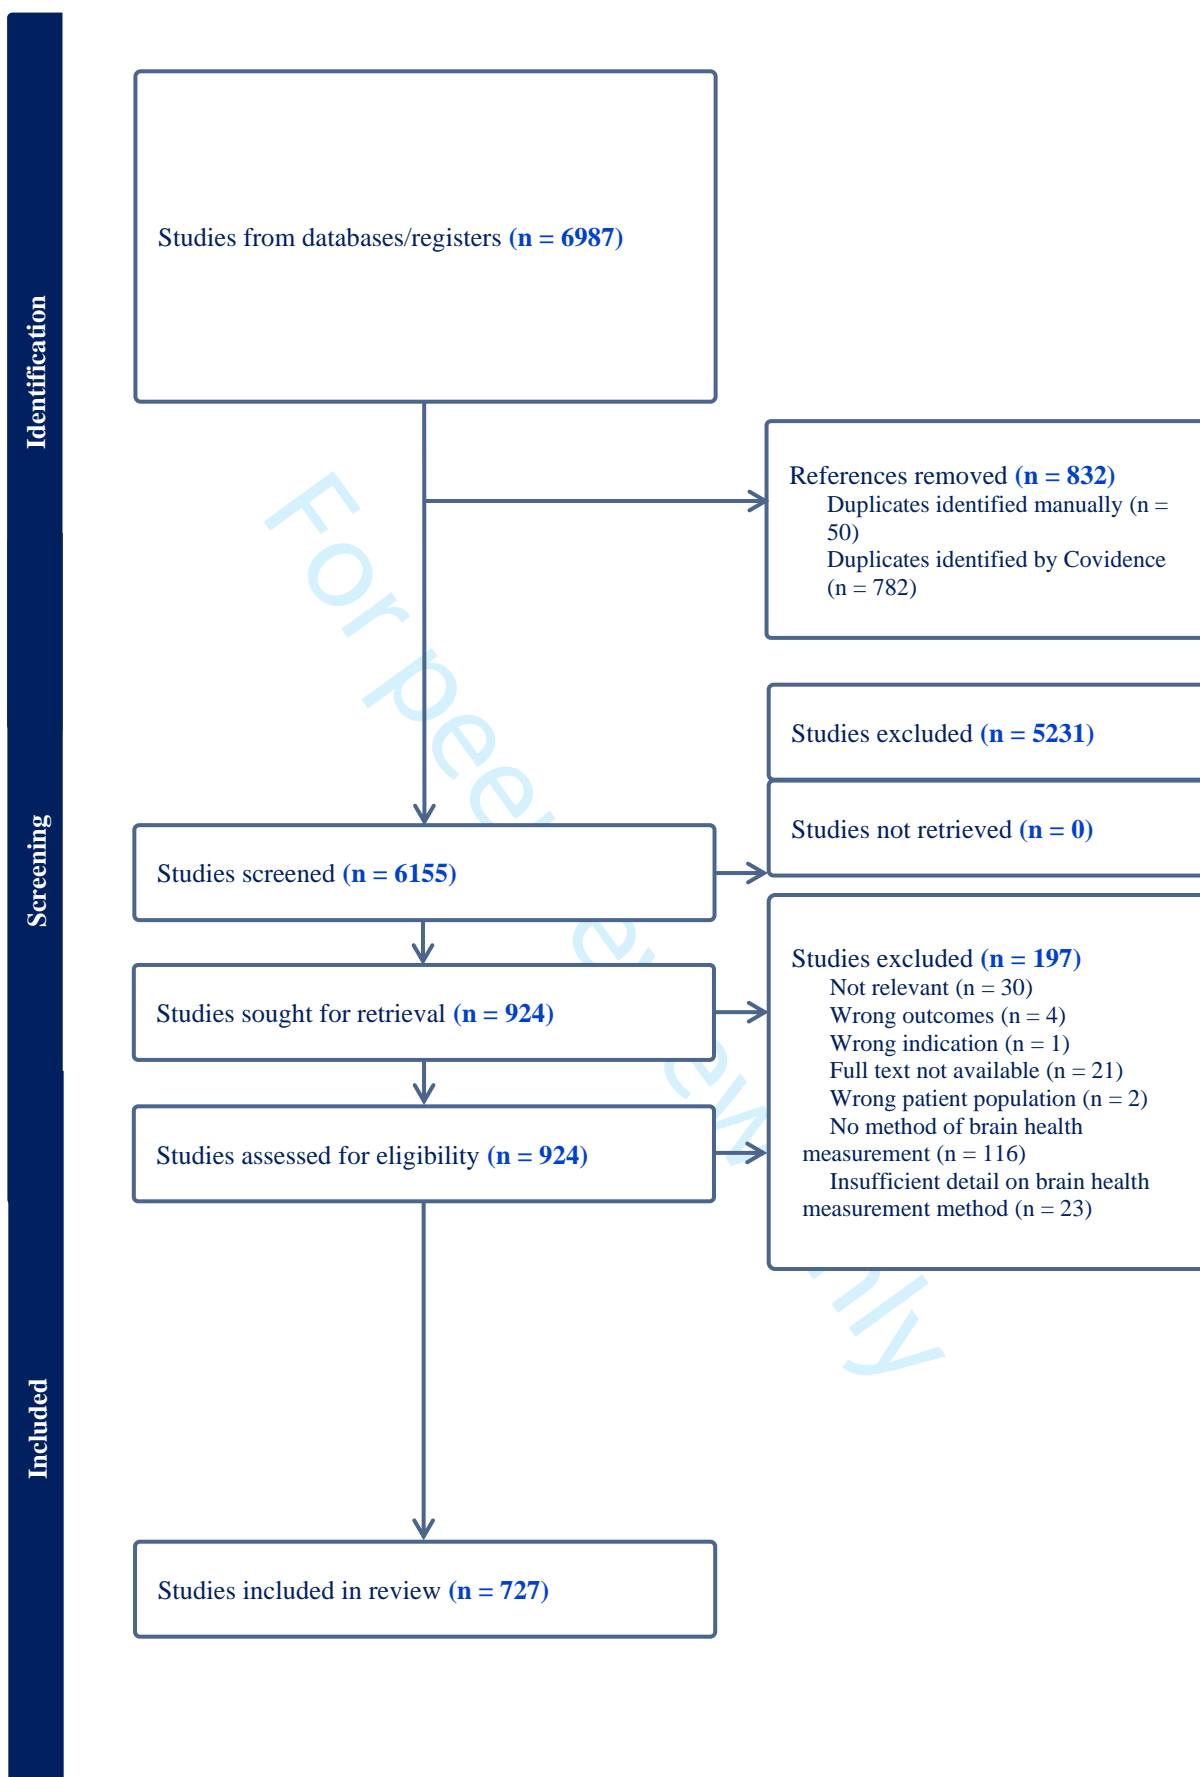 Identification
Studies from databases/registers (n = 6987)
References removed (n = 832)
Duplicates identified manually (n =
50)
Duplicates identified by Covidence
(n = 782)
Screening
Studies excluded (n = 5231)
Studies not retrieved (n = 0)
Studies screened (n = 6155)
Studies sought for retrieval (n = 924)
Studies assessed for eligibility (n = 924)
Studies excluded (n = 197)
Not relevant (n = 30)
Wrong outcomes (n = 4)
Wrong indication (n = 1)
Full text not available (n = 21)
Wrong patient population (n = 2)
No method of brain health
measurement (n = 116)
Insufficient detail on brain health
measurement method (n = 23)
Included
Studies included in review (n = 727)
For peer
ew
nly